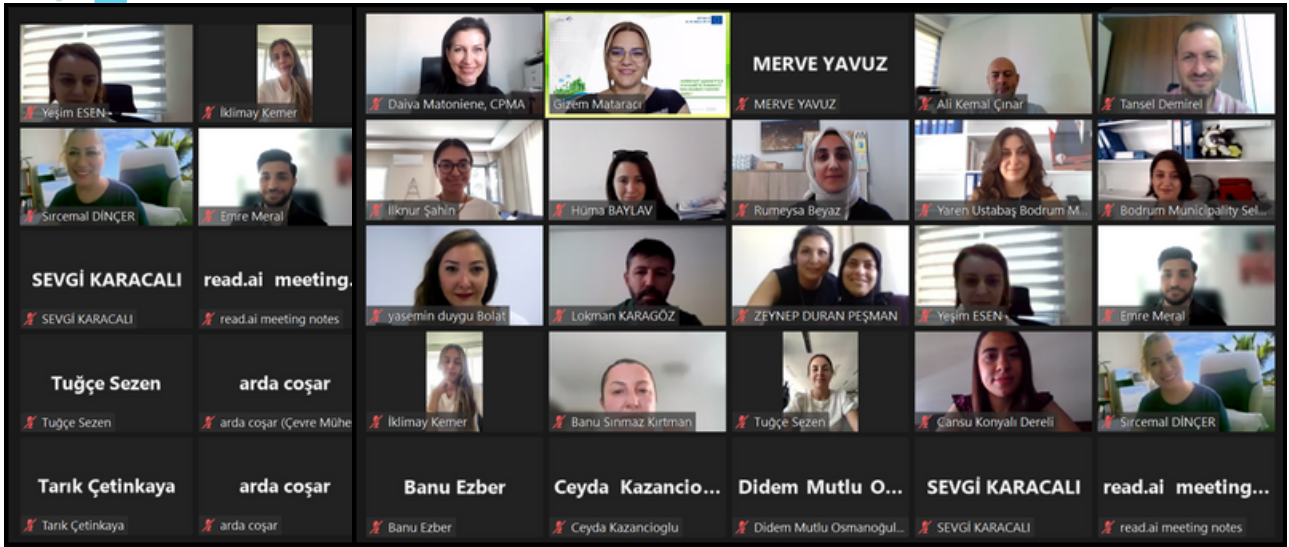 Yeşim ESEN
İklimay Kemer
Sırcemal DİNÇER
Emre Meral
SEVGİ KARACALI
read.ai meeting
SEVGİ KARACALI
read.ai meeting notes
Tuğçe Sezen
arda coşar
Tuğçe Sezen
arda coşar (Çevre Mühe
Tarık Çetinkaya
arda coşar
Tarık Çetinkaya
arda coşar
Daiva Matoniene, CPMA
Gizem Mataracı
MERVE YAVUZ
MERVE YAVUZ
Ali Kemal Çınar
Tansel Demirel
İlknur Şahin
Hüma BAYLAV
Rumeysa Beyaz
Yaren Ustabaş Bodrum M...
Bodrum Municipality Sel...
yasemin duygu Bolat
Lokman KARAGÖZ
ZEYNEP DURAN PEŞMAN
Yeşim ESEN
Emre Meral
İklimay Kemer
Banu Sınmaz Kırtman
Tuğçe Sezen
Cansu Konyalı Dereli
Sırcemal DİNÇER
Banu Ezber
Ceyda Kazancio...
Didem Mutlu O...
SEVGİ KARACALI
read.ai meeting...
Banu Ezber
Ceyda Kazancioglu
Didem Mutlu Osmanoğul...
SEVGİ KARACALI
read.ai meeting notes